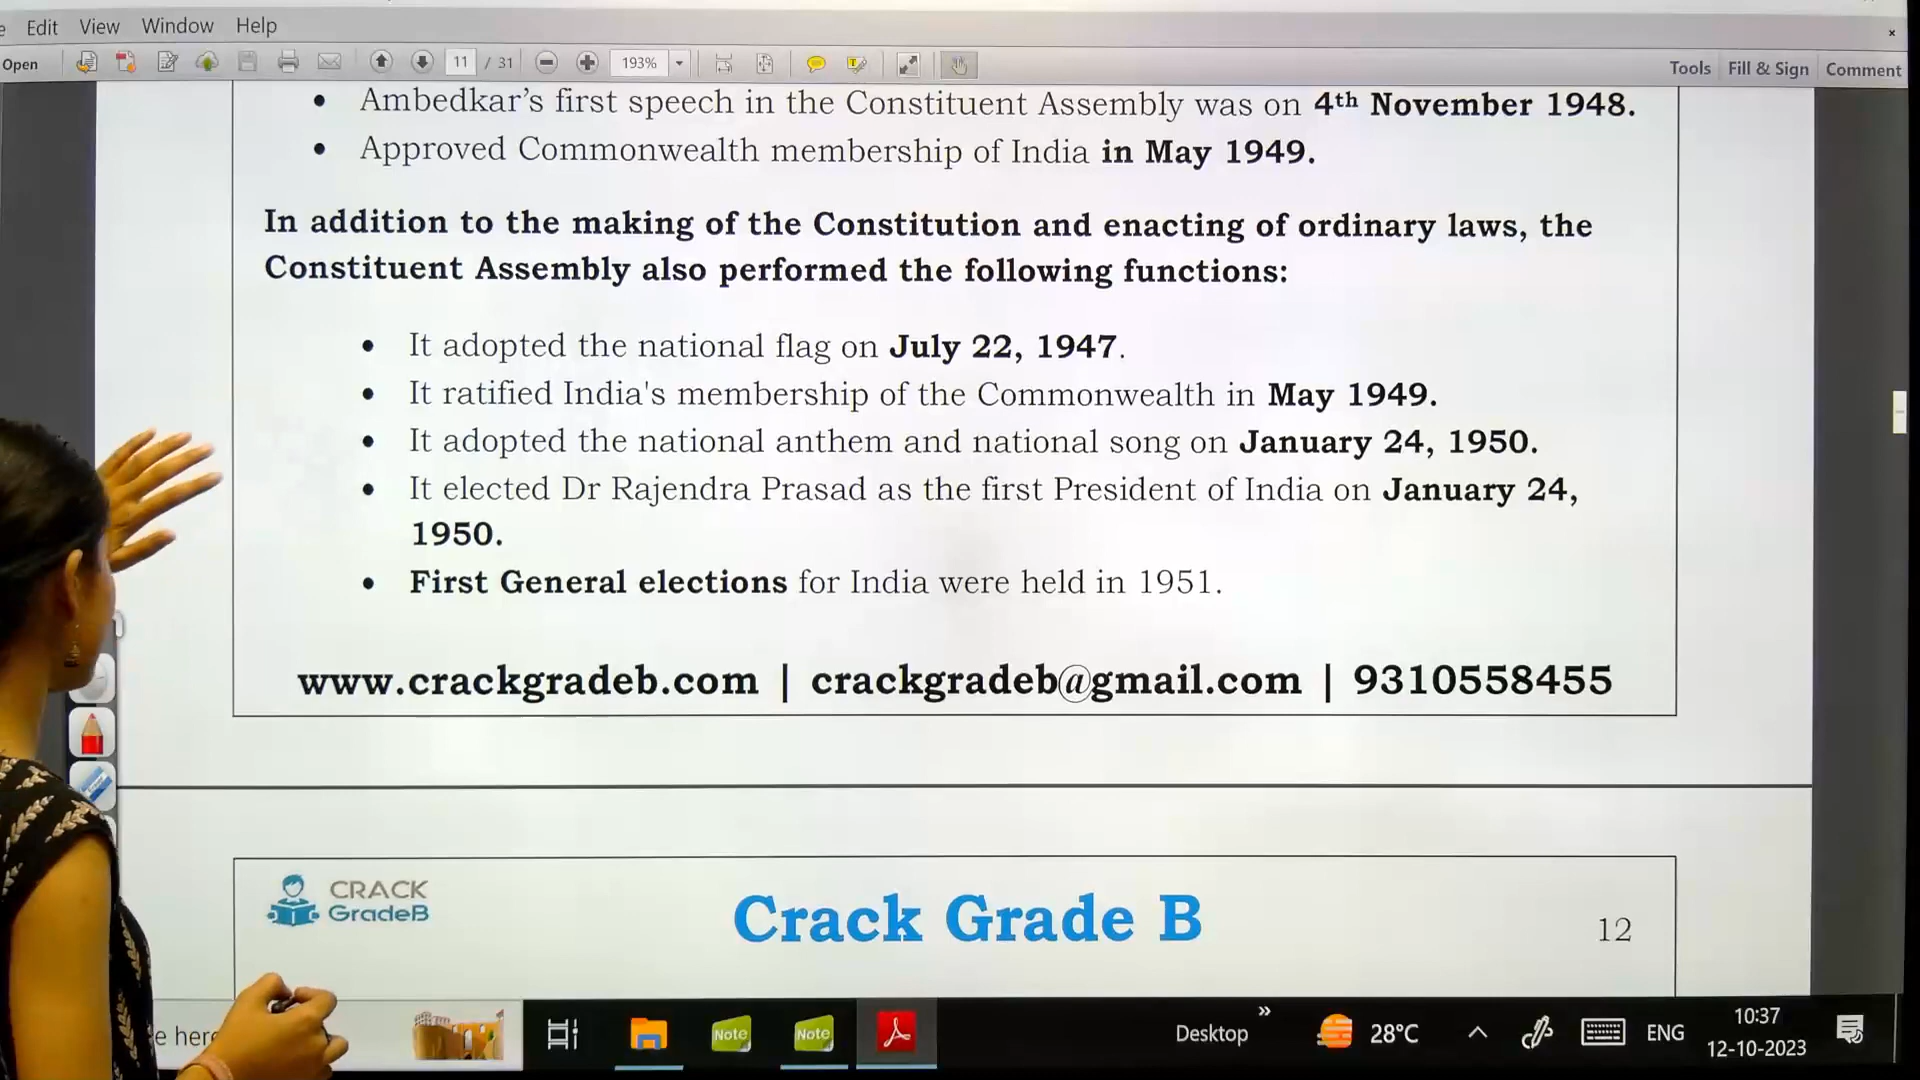 Edit View Window Help
Open 11 / 31 193% Tools Fill & Sign Comment
• Ambedkar’s first speech in the Constituent Assembly was on 4th November 1948.
• Approved Commonwealth membership of India in May 1949.
In addition to the making of the Constitution and enacting of ordinary laws, the
Constituent Assembly also performed the following functions:
• It adopted the national flag on July 22, 1947.
• It ratified India's membership of the Commonwealth in May 1949.
• It adopted the national anthem and national song on January 24, 1950.
• It elected Dr Rajendra Prasad as the first President of India on January 24,
1950.
• First General elections for India were held in 1951.
www.crackgradeb.com | crackgradeb@gmail.com | 9310558455
CRACK
GradeB
Crack Grade B
12
e here
Note
Note
Desktop
28°C
ENG
10:37
12-10-2023